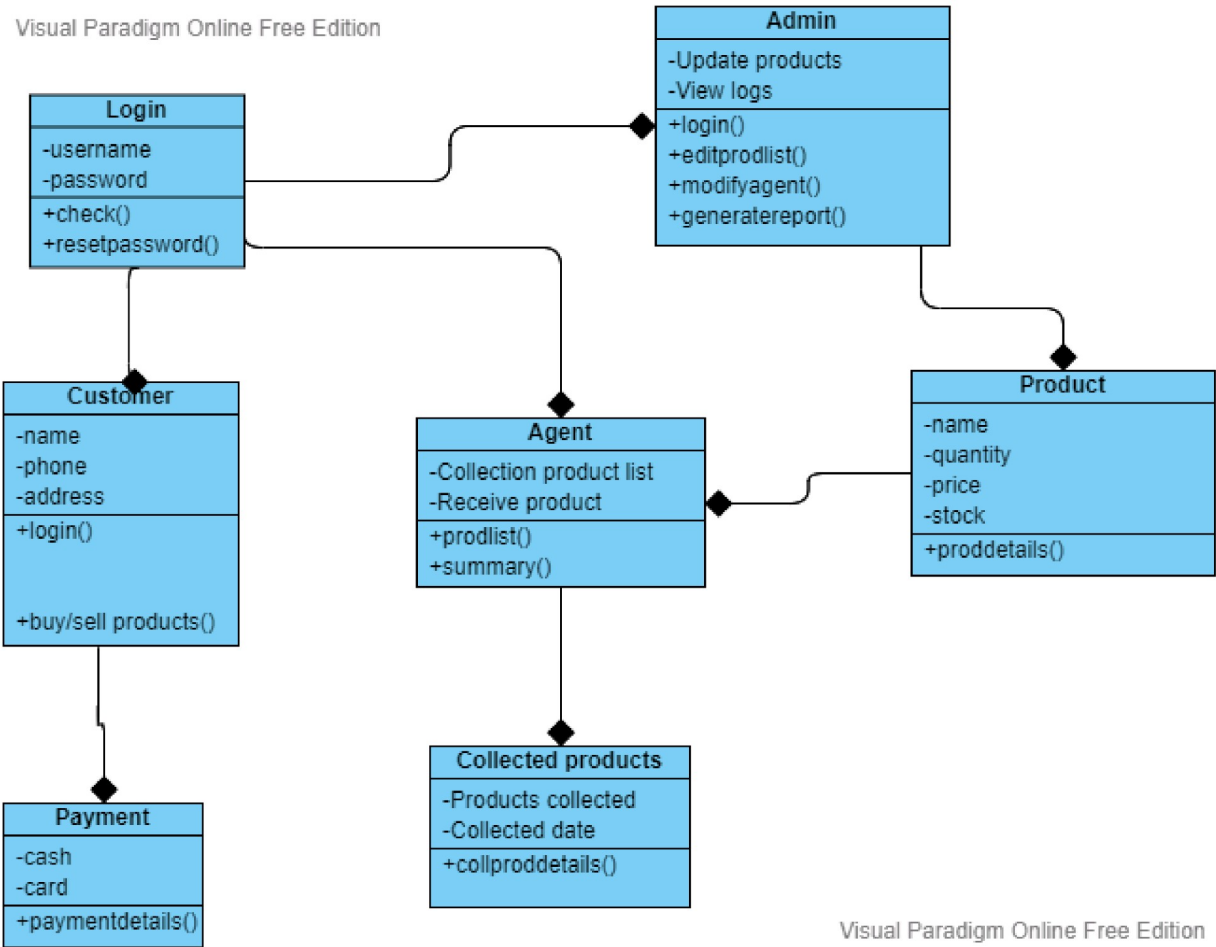 Visual Paradigm Online Free Edition
Admin
-Update products
-View logs
+login()
+editprodlist()
+modifyagent()
+generatereport()
Login
-username
-password
+check()
+resetpassword()
Customer
-name
-phone
-address
+login()
+buy/sell products()
Agent
-Collection product list
-Receive product
+prodlist()
+summary()
Product
-name
-quantity
-price
-stock
+proddetails()
Payment
-cash
-card
+paymentdetails()
Collected products
-Products collected
-Collected date
+collproddetails()
Visual Paradigm Online Free Edition